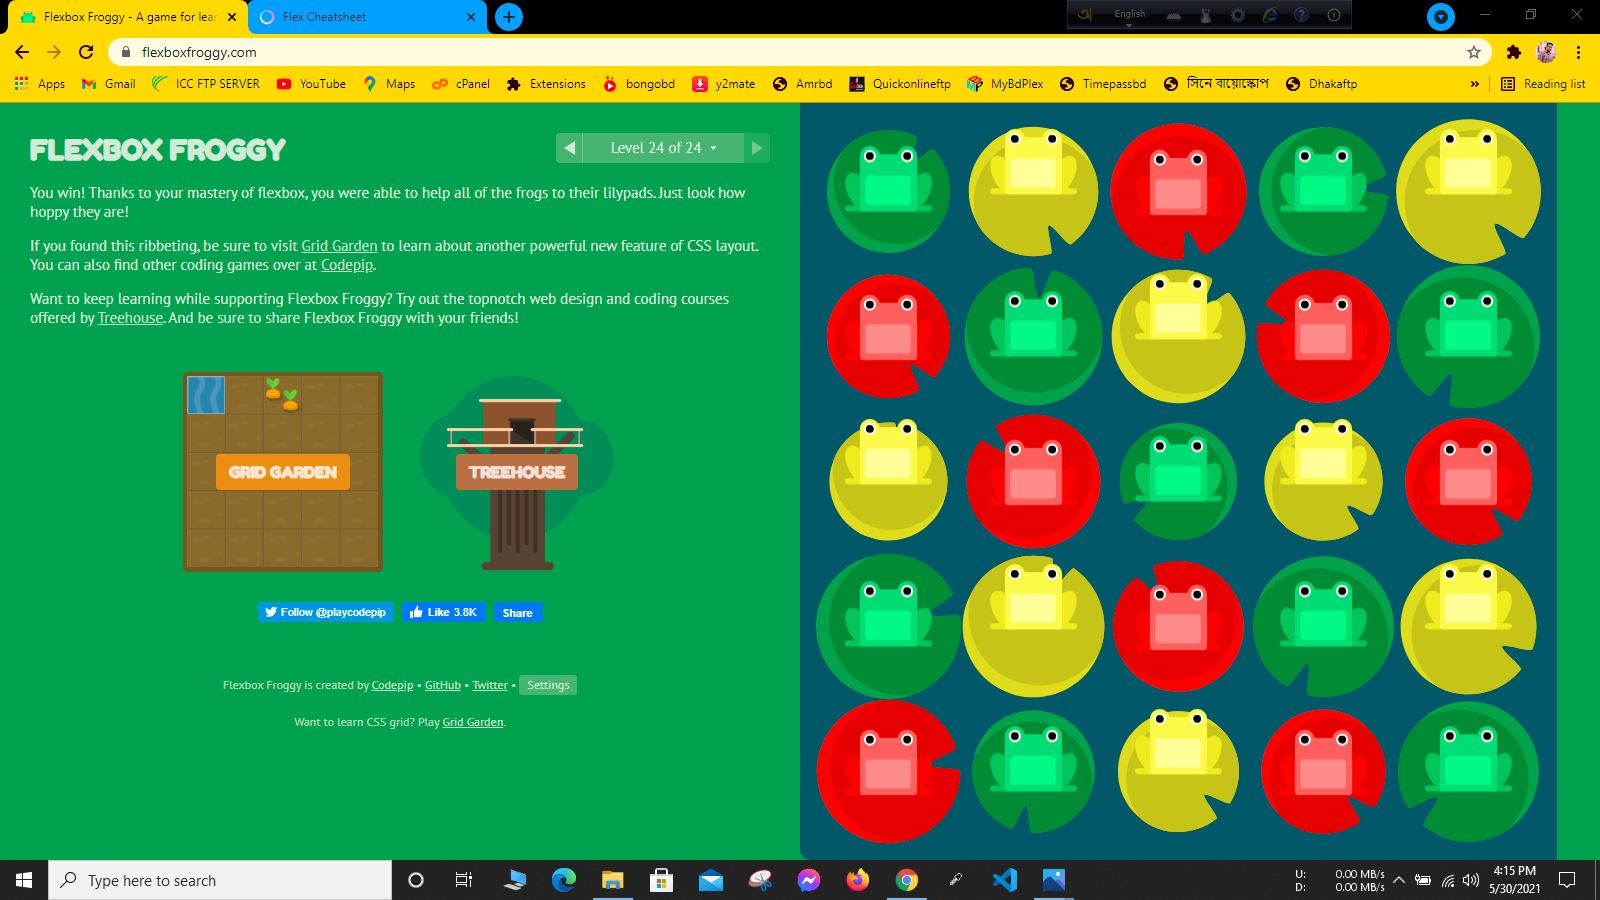 Flexbox Froggy - A game for lear
Flex Cheatsheet
English
flexboxfroggy.com
Apps
Gmail
ICC FTP SERVER
YouTube
Maps
cPanel
Extensions
bongobd
y2mate
Amrbd
Quickonlineftp
MyBdPlex
Timepassbd
সিনে বায়োস্কোপ
Dhakaftp
»
Reading list
FLEXBOX FROGGY
Level 24 of 24
You win! Thanks to your mastery of flexbox, you were able to help all of the frogs to their lilypads. Just look how
hoppy they are!
If you found this ribbeting, be sure to visit Grid Garden to learn about another powerful new feature of CSS layout.
You can also find other coding games over at Codepip.
Want to keep learning while supporting Flexbox Froggy? Try out the topnotch web design and coding courses
offered by Treehouse. And be sure to share Flexbox Froggy with your friends!
GRID GARDEN
TREEHOUSE
Follow @playcodepip
Like 3.8K
Share
Flexbox Froggy is created by Codepip • GitHub • Twitter • Settings
Want to learn CSS grid? Play Grid Garden.
Type here to search
U: 0.00 MB/s
D: 0.00 MB/s
4:15 PM
5/30/2021